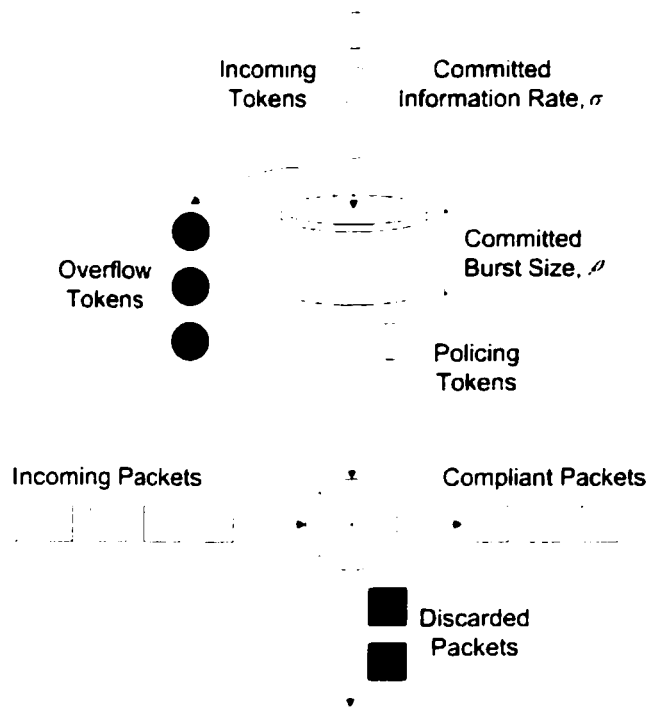 Incoming
Tokens
Committed
Information Rate, σ
Overflow
Tokens
Committed
Burst Size, ρ
Policing
Tokens
Incoming Packets
Compliant Packets
Discarded
Packets